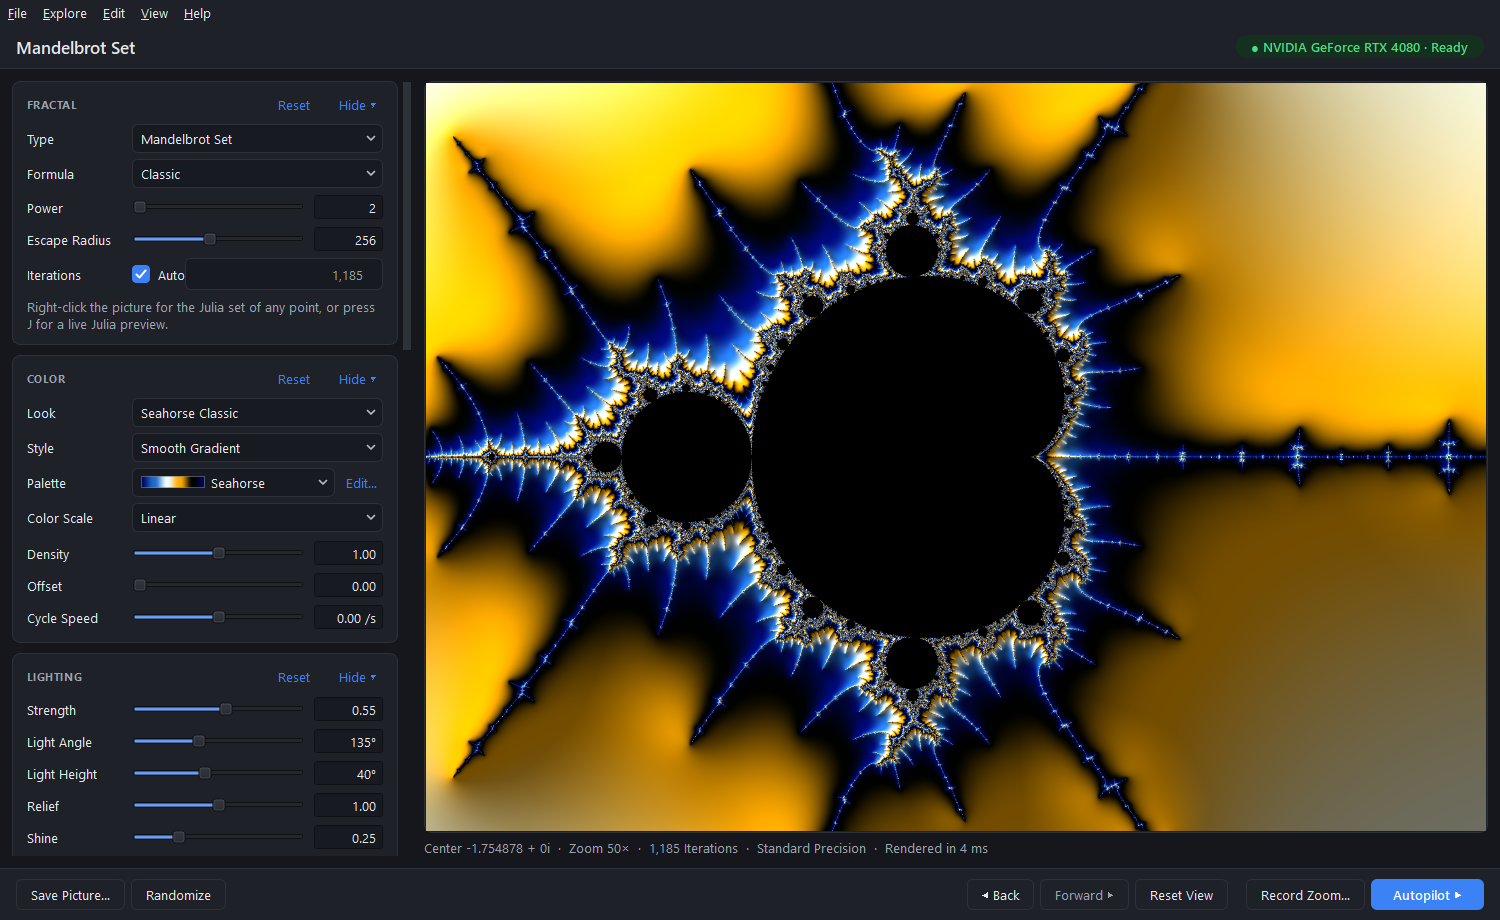 File Explore Edit View Help
Mandelbrot Set
● NVIDIA GeForce RTX 4080 · Ready
FRACTAL Reset Hide ▾
Type Mandelbrot Set
Formula Classic
Power 2
Escape Radius 256
Iterations Auto 1,185
Right-click the picture for the Julia set of any point, or press
J for a live Julia preview.
COLOR Reset Hide ▾
Look Seahorse Classic
Style Smooth Gradient
Palette Seahorse Edit...
Color Scale Linear
Density 1.00
Offset 0.00
Cycle Speed 0.00 /s
LIGHTING Reset Hide ▾
Strength 0.55
Light Angle 135°
Light Height 40°
Relief 1.00
Shine 0.25
Center -1.754878 + 0i · Zoom 50× · 1,185 Iterations · Standard Precision · Rendered in 4 ms
Save Picture... Randomize ◂ Back Forward ▸ Reset View Record Zoom... Autopilot ▸